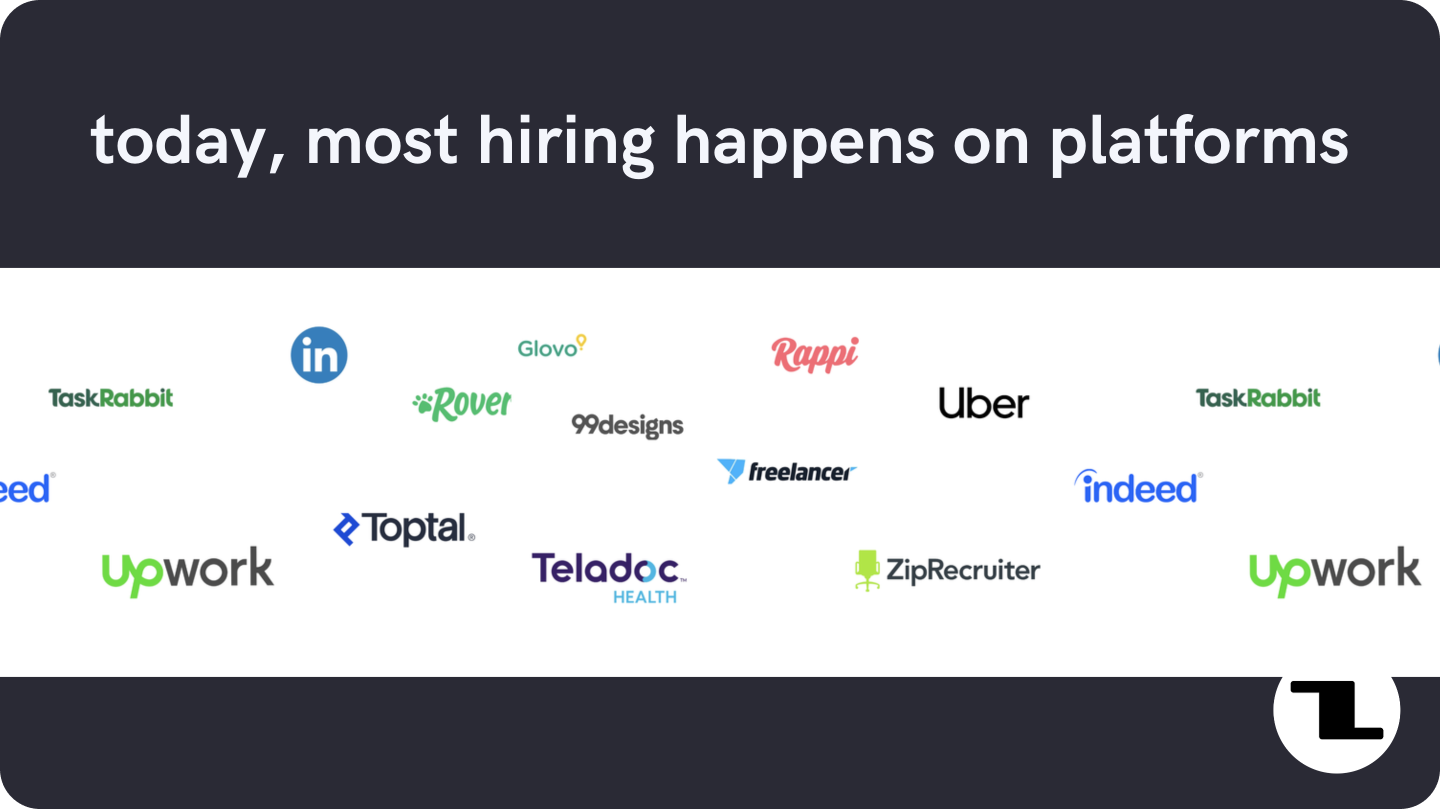 today, most hiring happens on platforms
in
Glovo
Rappi
TaskRabbit
Rover
Uber
TaskRabbit
99designs
freelancer
eed®
indeed®
Toptal®
upwork
Teladoc™
HEALTH
ZipRecruiter
upwork